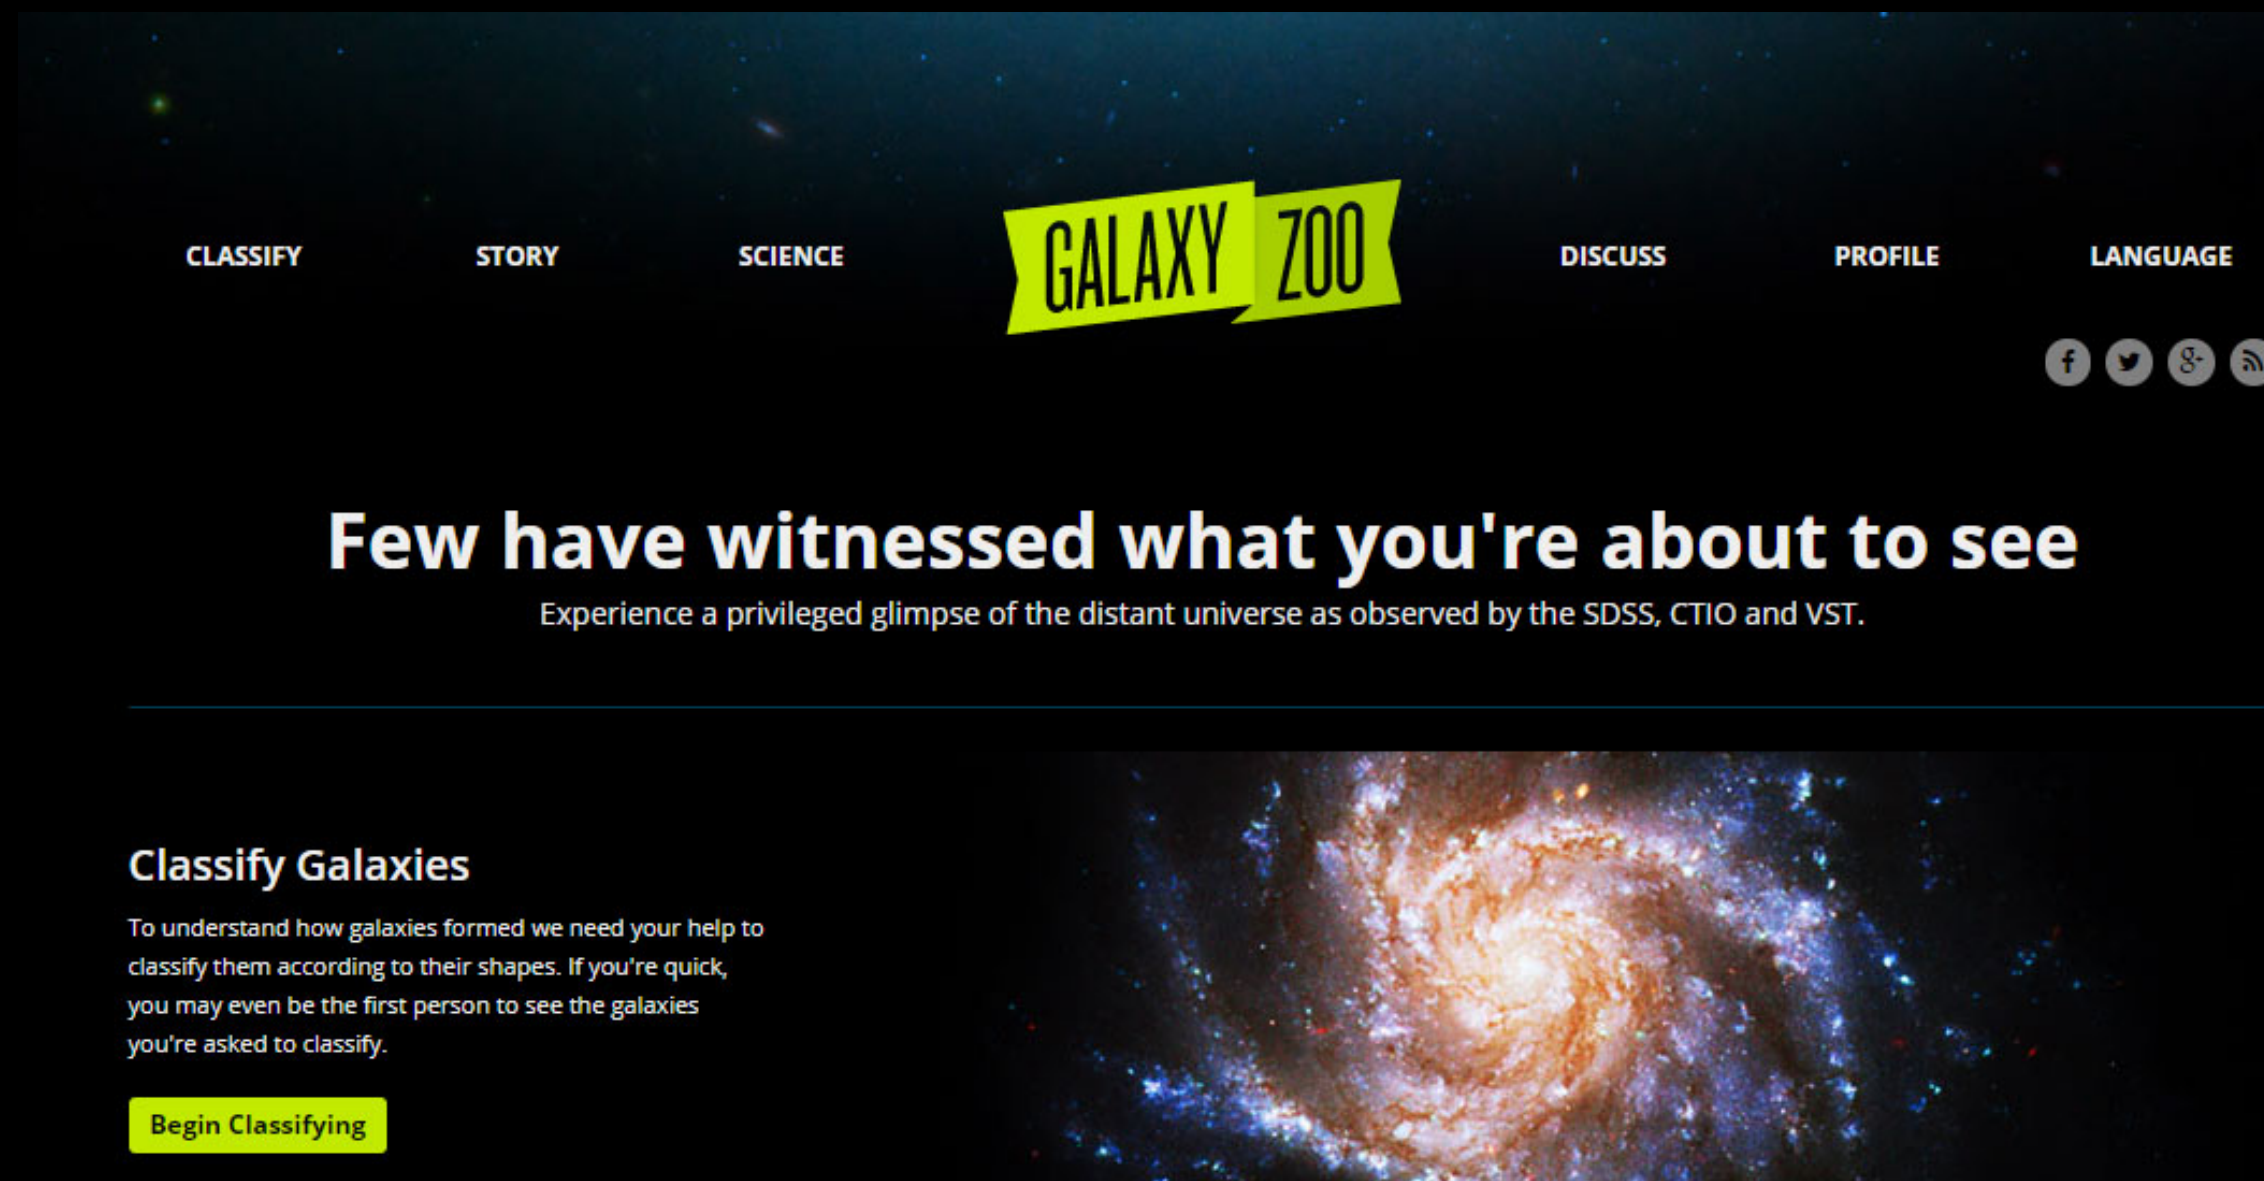 CLASSIFY STORY SCIENCE GALAXY ZOO DISCUSS PROFILE LANGUAGE
Few have witnessed what you're about to see
Experience a privileged glimpse of the distant universe as observed by the SDSS, CTIO and VST.
Classify Galaxies
To understand how galaxies formed we need your help to
classify them according to their shapes. If you're quick,
you may even be the first person to see the galaxies
you're asked to classify.
Begin Classifying